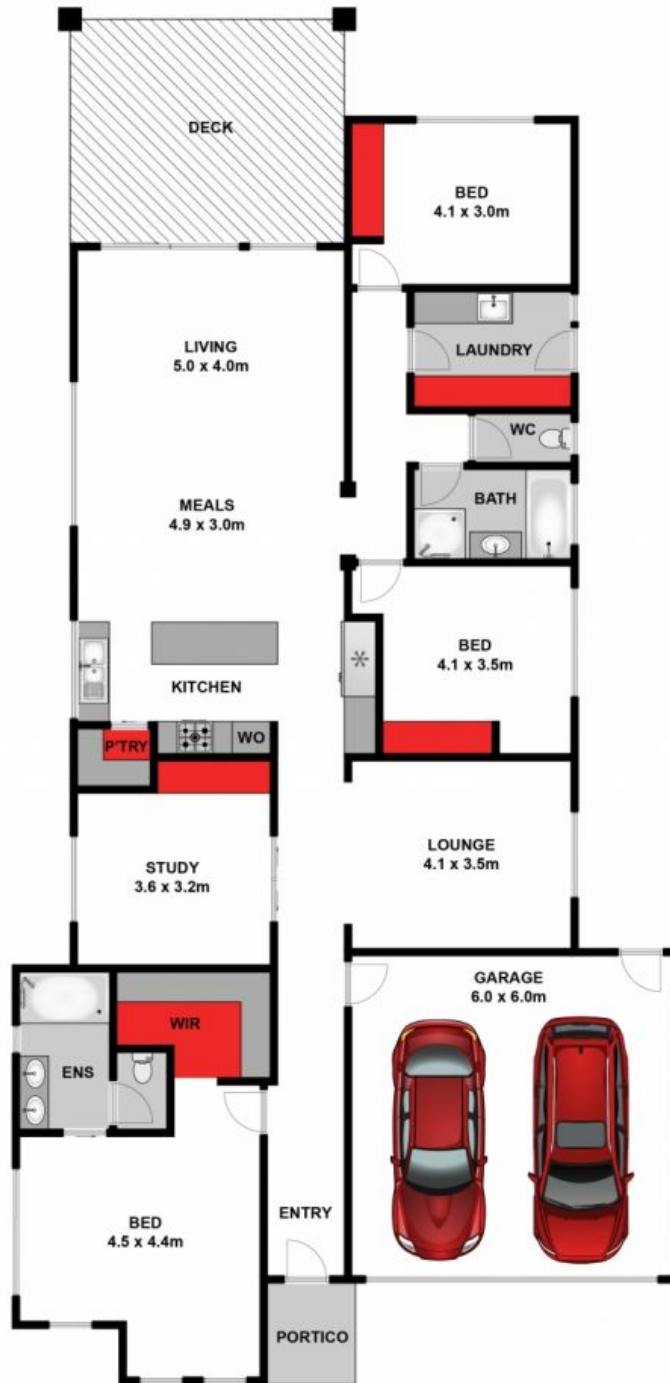 DECK
BED
4.1 x 3.0m
LIVING
5.0 x 4.0m
LAUNDRY
WC
MEALS
4.9 x 3.0m
BATH
BED
4.1 x 3.5m
KITCHEN
P'TRY
WO
LOUNGE
4.1 x 3.5m
STUDY
3.6 x 3.2m
GARAGE
6.0 x 6.0m
WIR
ENS
ENTRY
BED
4.5 x 4.4m
PORTICO